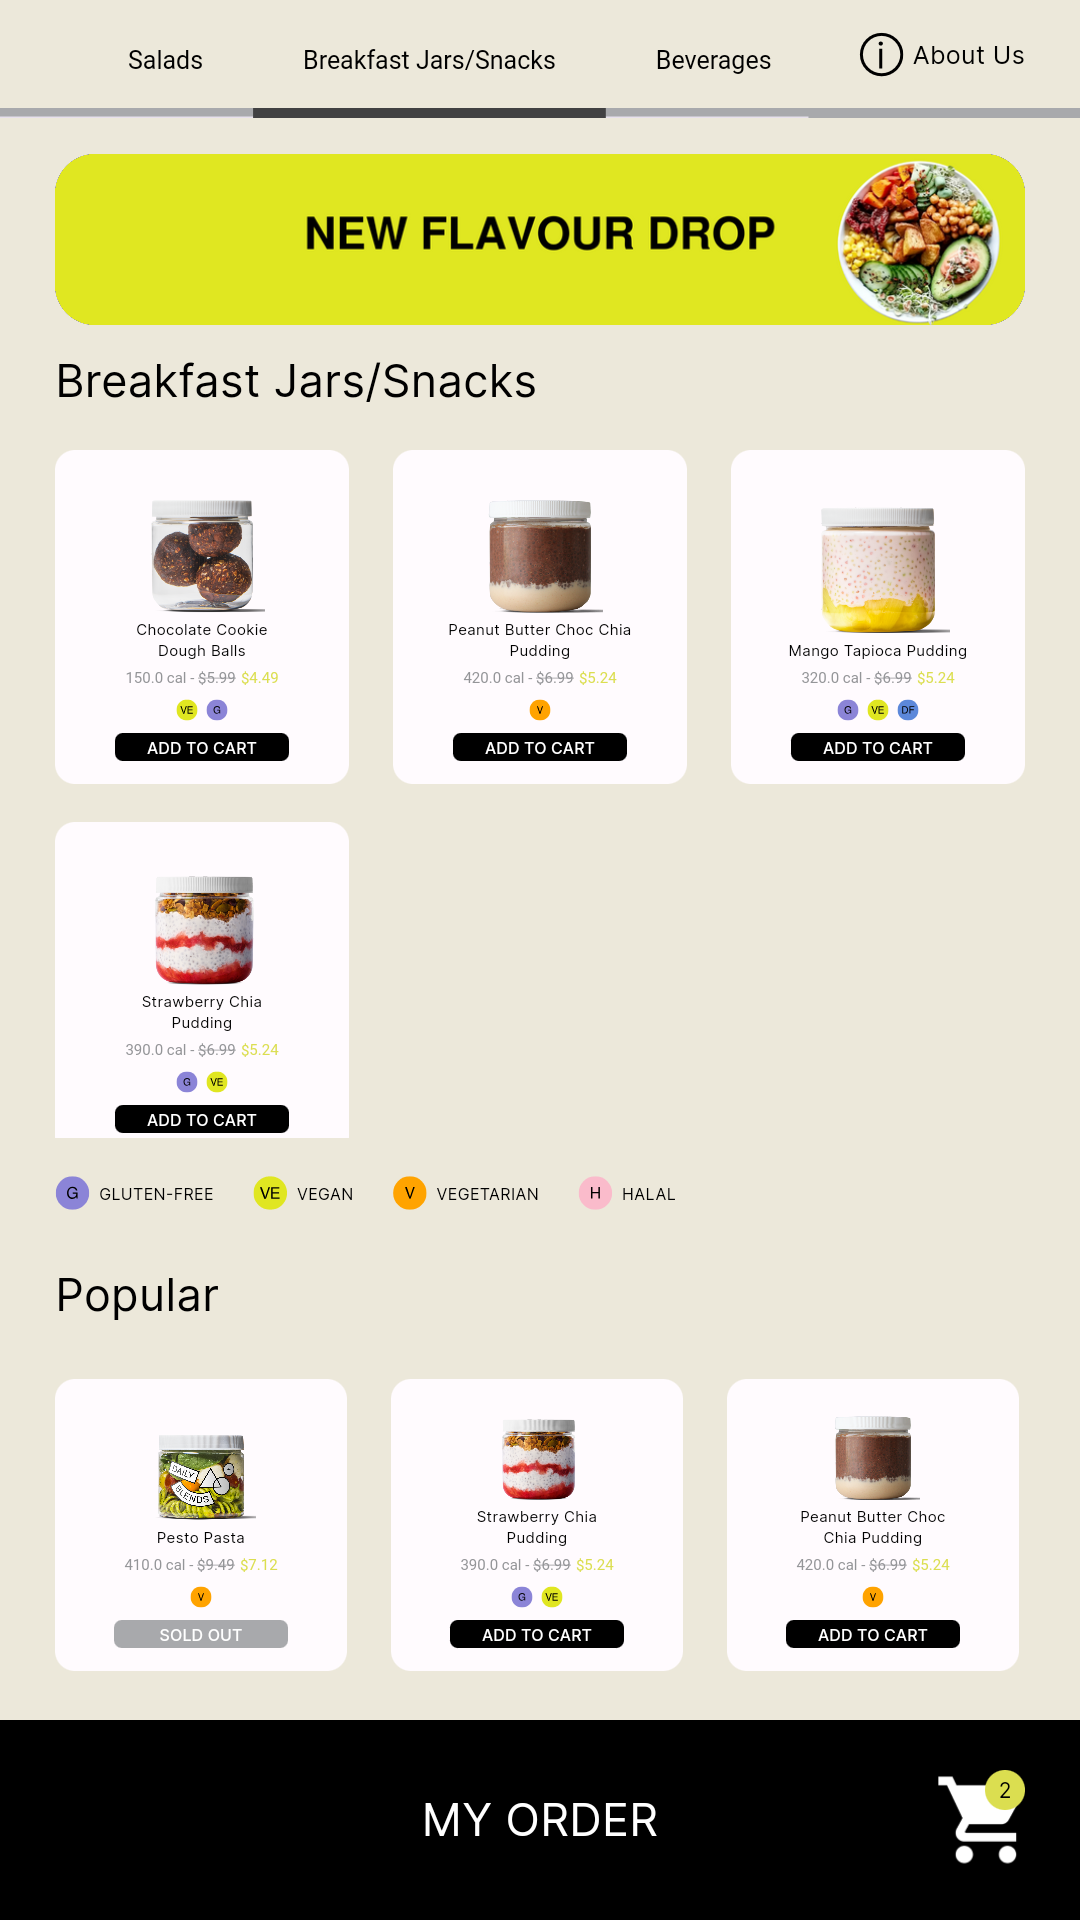 Salads
Breakfast Jars/Snacks
Beverages
About Us
NEW FLAVOUR DROP
Breakfast Jars/Snacks
Chocolate Cookie
Dough Balls
150.0 cal - $5.99 $4.49
VE G
ADD TO CART
Peanut Butter Choc Chia
Pudding
420.0 cal - $6.99 $5.24
V
ADD TO CART
Mango Tapioca Pudding
320.0 cal - $6.99 $5.24
G VE DF
ADD TO CART
Strawberry Chia
Pudding
390.0 cal - $6.99 $5.24
G VE
ADD TO CART
G GLUTEN-FREE VE VEGAN V VEGETARIAN H HALAL
Popular
DAILY
BLENDS
Pesto Pasta
410.0 cal - $9.49 $7.12
V
SOLD OUT
Strawberry Chia
Pudding
390.0 cal - $6.99 $5.24
G VE
ADD TO CART
Peanut Butter Choc
Chia Pudding
420.0 cal - $6.99 $5.24
V
ADD TO CART
MY ORDER
2